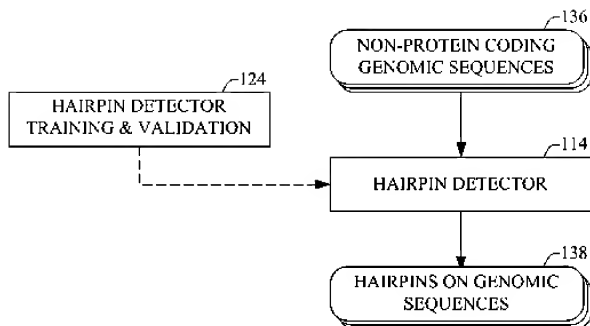 136
NON-PROTEIN CODING
GENOMIC SEQUENCES
124
HAIRPIN DETECTOR
TRAINING & VALIDATION
114
HAIRPIN DETECTOR
138
HAIRPINS ON GENOMIC
SEQUENCES